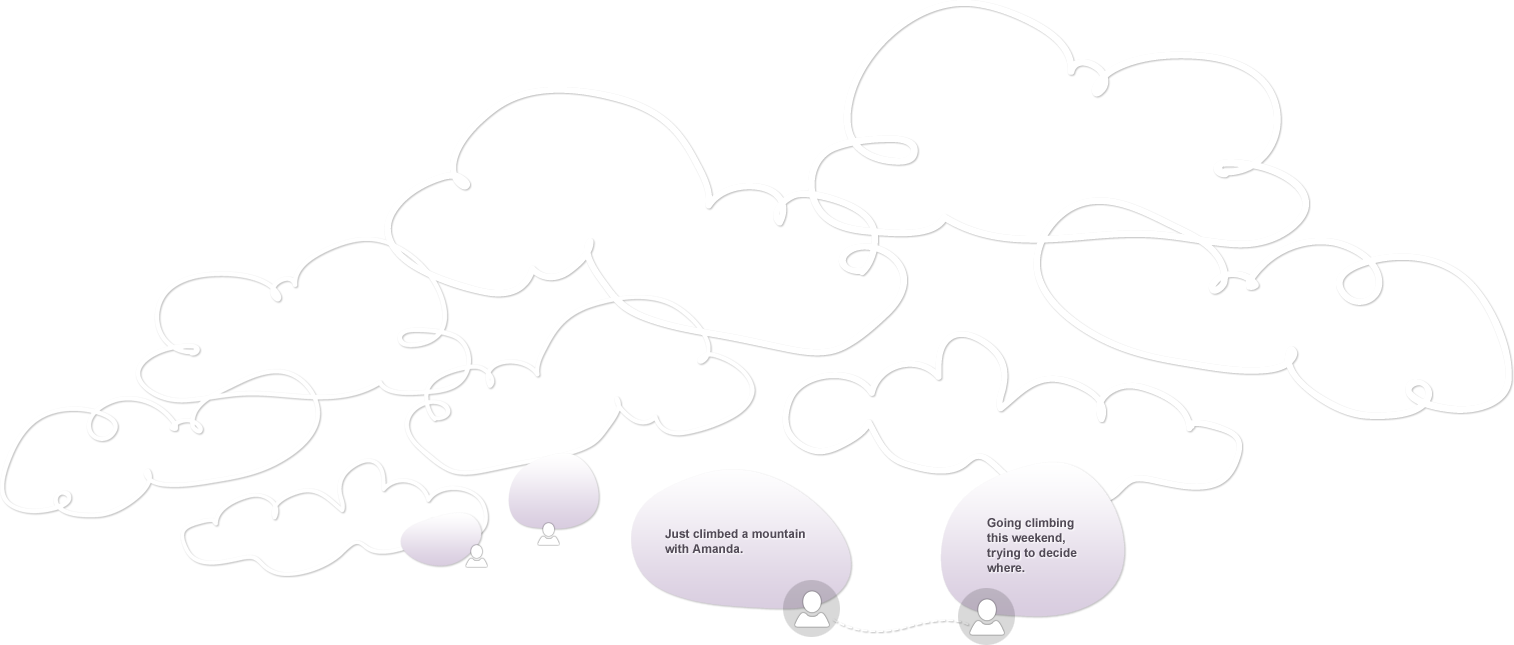 Just climbed a mountain
with Amanda.
Going climbing
this weekend,
trying to decide
where.